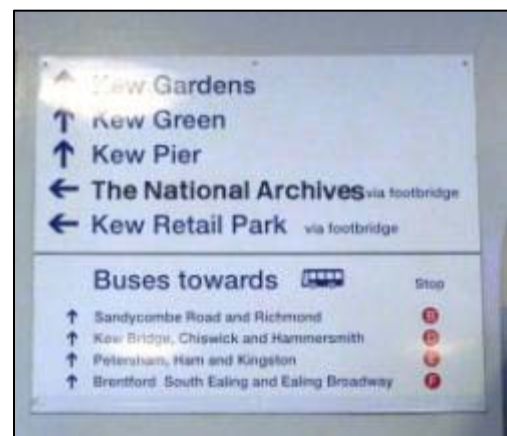 Kew Gardens
Kew Green
Kew Pier
The National Archives via footbridge
Kew Retail Park via footbridge
Buses towards Stop
Sandycombe Road and Richmond B
Kew Bridge, Chiswick and Hammersmith D
Petersham, Ham and Kingston E
Brentford South Ealing and Ealing Broadway F